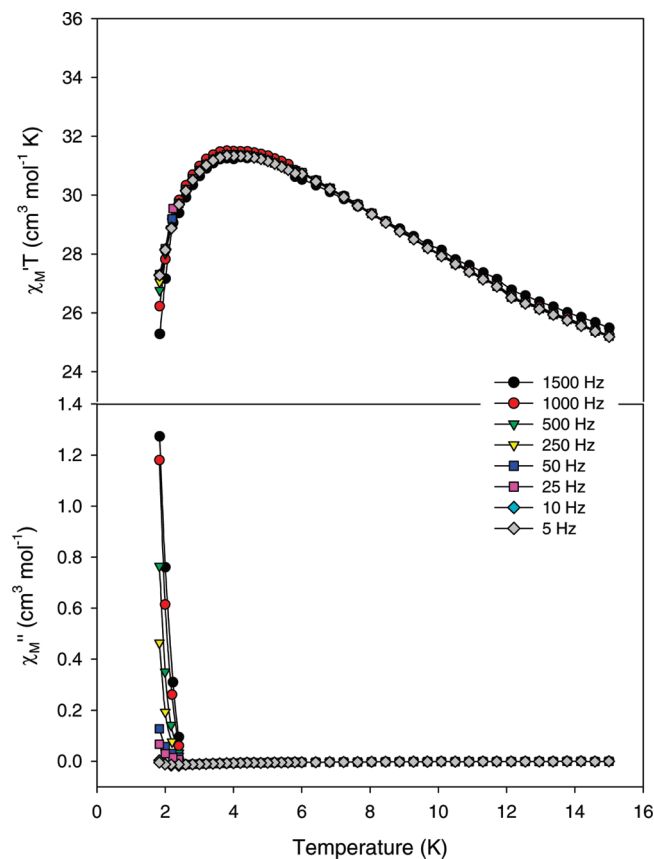 36
34
32
30
28
26
24
χM'T (cm³ mol⁻¹ K)
1500 Hz
1000 Hz
500 Hz
250 Hz
50 Hz
25 Hz
10 Hz
5 Hz
1.4
1.2
1.0
0.8
0.6
0.4
0.2
0.0
χM'' (cm³ mol⁻¹)
0 2 4 6 8 10 12 14 16
Temperature (K)